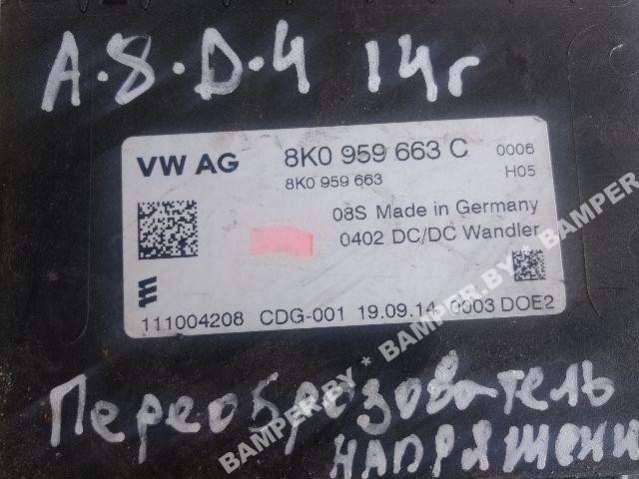 A.8.D.4 14г
VW AG 8K0 959 663 C 0006
8K0 959 663 H05
08S Made in Germany
0402 DC/DC Wandler
111004208 CDG-001 19.09.14 0003 DOE2
BAMPER.BY * BAMPER.BY * BAMPER
Переобрезователь
напряжени